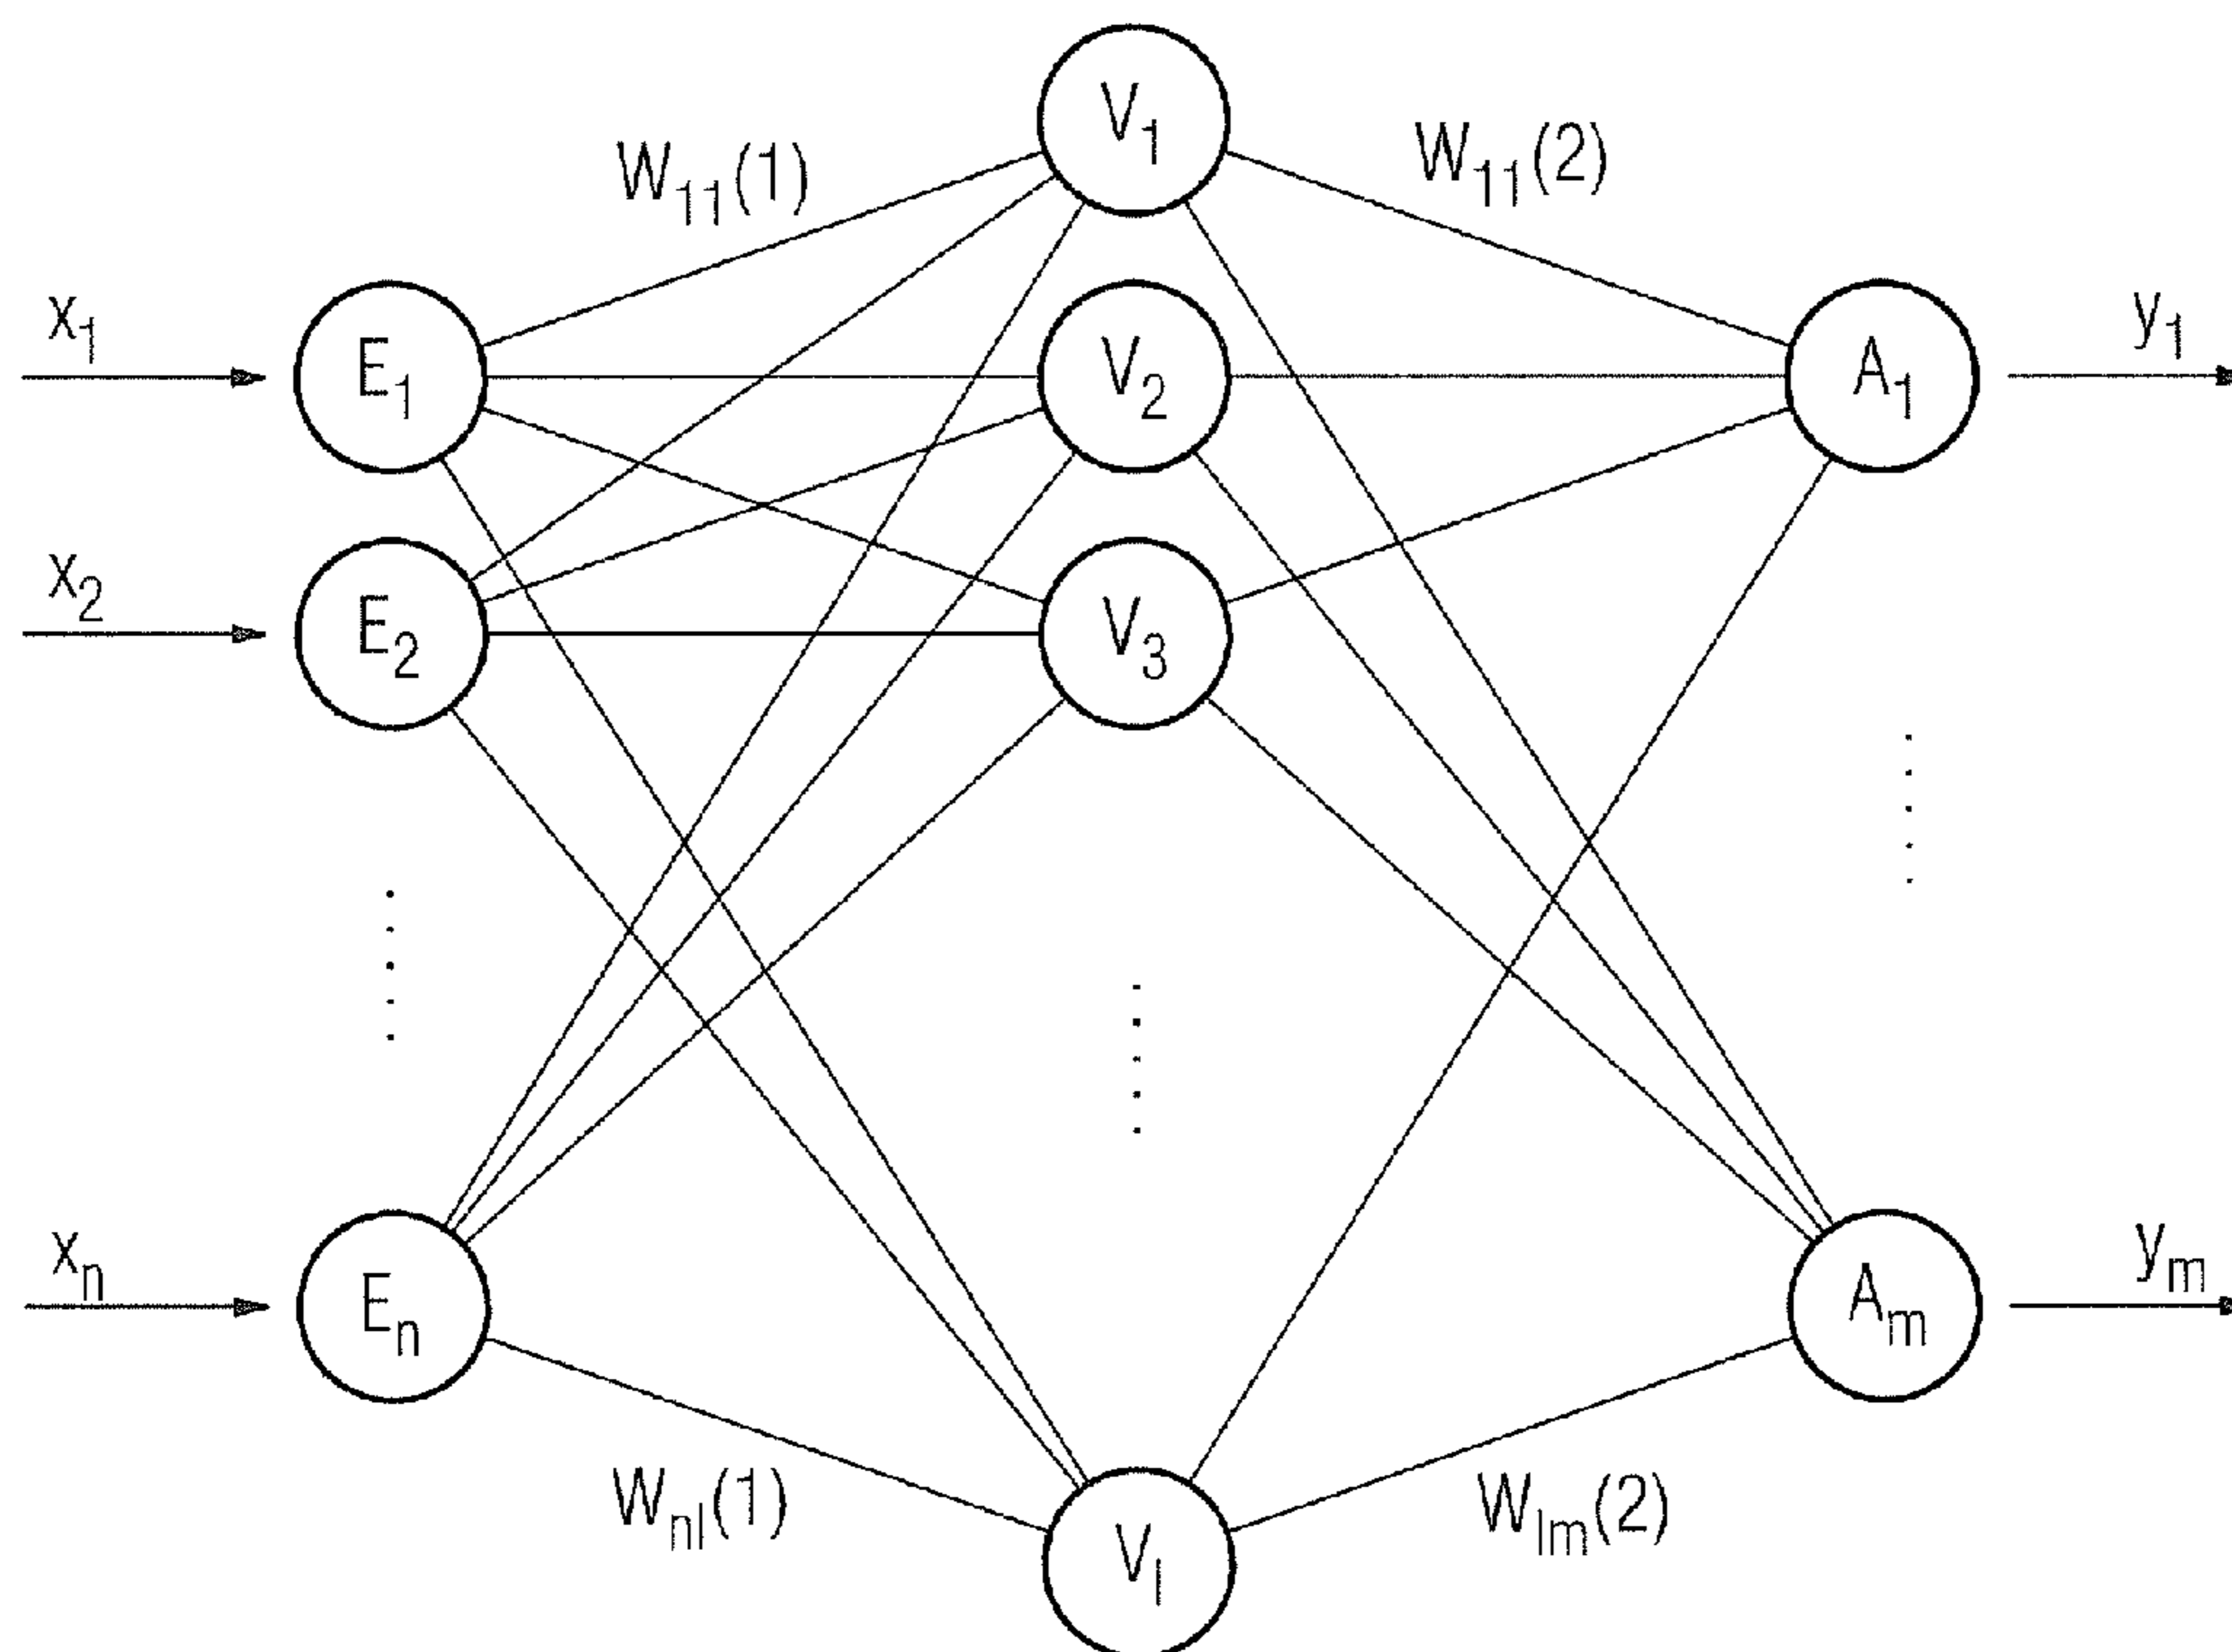 V₁
W₁₁(1)
W₁₁(2)
x₁
E₁
V₂
A₁
y₁
x₂
E₂
V₃
xₙ
Eₙ
Aₘ
yₘ
Wₙₗ(1)
Wₗₘ(2)
Vₗ